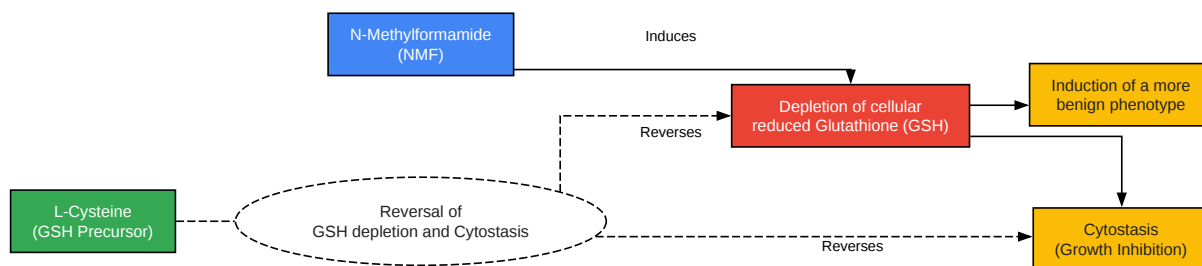 N-Methylformamide
(NMF)
Induces
Depletion of cellular
reduced Glutathione (GSH)
Induction of a more
benign phenotype
Reverses
L-Cysteine
(GSH Precursor)
Reversal of
GSH depletion and Cytostasis
Reverses
Cytostasis
(Growth Inhibition)